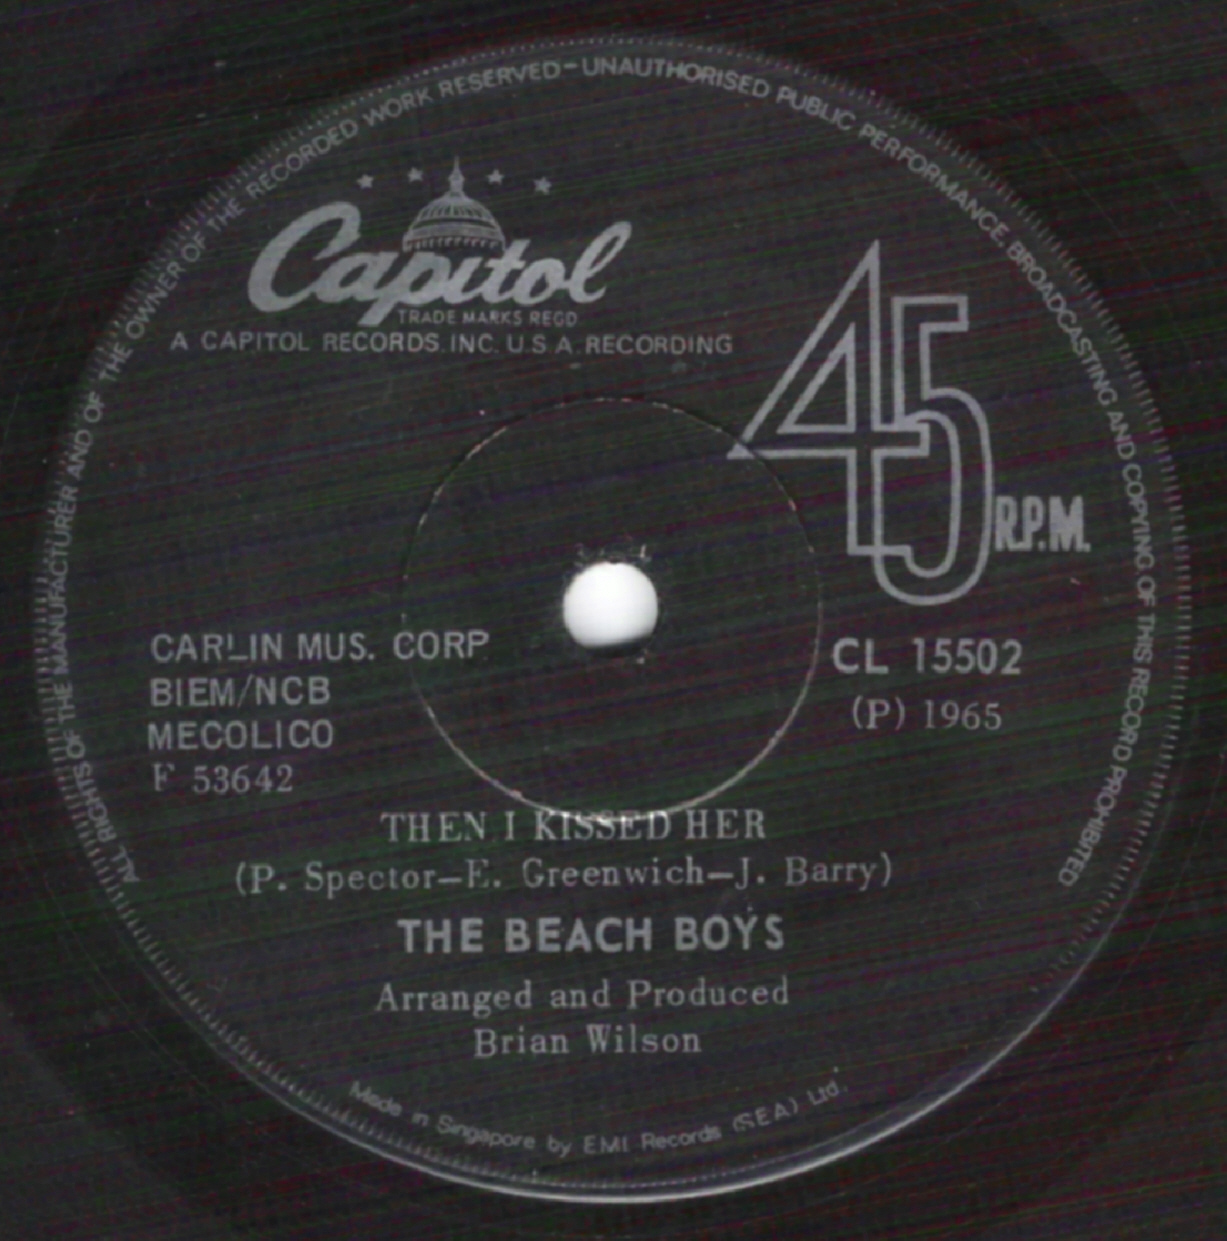 ALL RIGHTS OF THE MANUFACTURER AND OF THE OWNER OF THE RECORDED WORK RESERVED-UNAUTHORISED PUBLIC PERFORMANCE, BROADCASTING AND COPYING OF THIS RECORD PROHIBITED
Capitol
TRADE MARKS REGD
A CAPITOL RECORDS. INC. U.S.A. RECORDING
45
R.P.M.
CARLIN MUS. CORP
BIEM/NCB
MECOLICO
F 53642
CL 15502
(P) 1965
THEN I KISSED HER
(P. Spector—E. Greenwich—J. Barry)
THE BEACH BOYS
Arranged and Produced
Brian Wilson
Made in Singapore by E.M.I. Records (S E A) Ltd.,